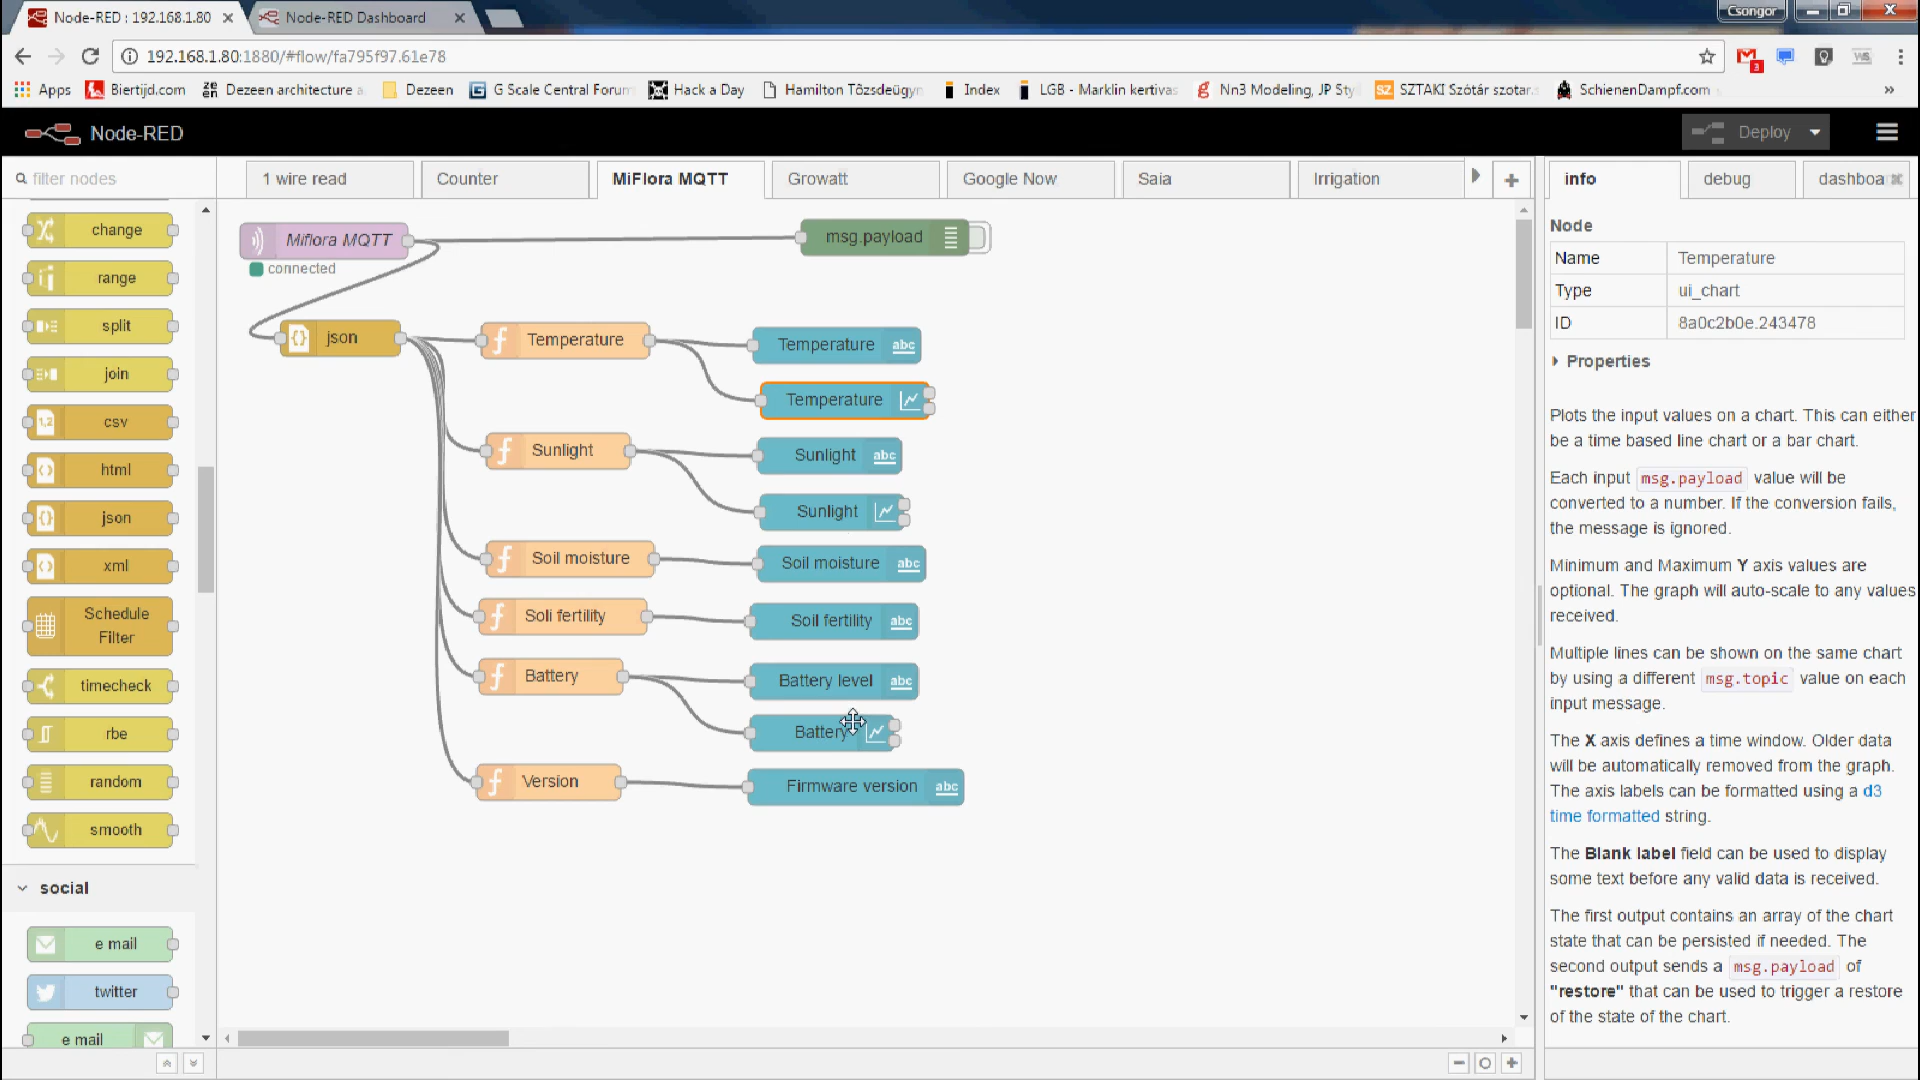 Node-RED : 192.168.1.80
Node-RED Dashboard
Csongor
192.168.1.80:1880/#flow/fa795f97.61e78
3
Apps
Biertijd.com
Dezeen architecture a
Dezeen
G Scale Central Forum
Hack a Day
Hamilton Tőzsdeügyn
Index
LGB - Marklin kertivas
Nn3 Modeling, JP Sty
SZ
SZTAKI Szótár szotar.
SchienenDampf.com
Node-RED
Deploy
filter nodes
1 wire read
Counter
MiFlora MQTT
Growatt
Google Now
Saia
Irrigation
info
debug
dashboa
change
range
split
join
csv
html
json
xml
Schedule
Filter
timecheck
rbe
random
smooth
social
e mail
twitter
e mail
Miflora MQTT
connected
msg.payload
json
Temperature
Temperature abc
Temperature
Sunlight
Sunlight abc
Sunlight
Soil moisture
Soil moisture abc
Soli fertility
Soil fertility abc
Battery
Battery level abc
Battery
Version
Firmware version abc
Node
Name Temperature
Type ui_chart
ID 8a0c2b0e.243478
Properties
Plots the input values on a chart. This can either
be a time based line chart or a bar chart.
Each input msg.payload value will be
converted to a number. If the conversion fails,
the message is ignored.
Minimum and Maximum Y axis values are
optional. The graph will auto-scale to any values
received.
Multiple lines can be shown on the same chart
by using a different msg.topic value on each
input message.
The X axis defines a time window. Older data
will be automatically removed from the graph.
The axis labels can be formatted using a d3
time formatted string.
The Blank label field can be used to display
some text before any valid data is received.
The first output contains an array of the chart
state that can be persisted if needed. The
second output sends a msg.payload of
"restore" that can be used to trigger a restore
of the state of the chart.